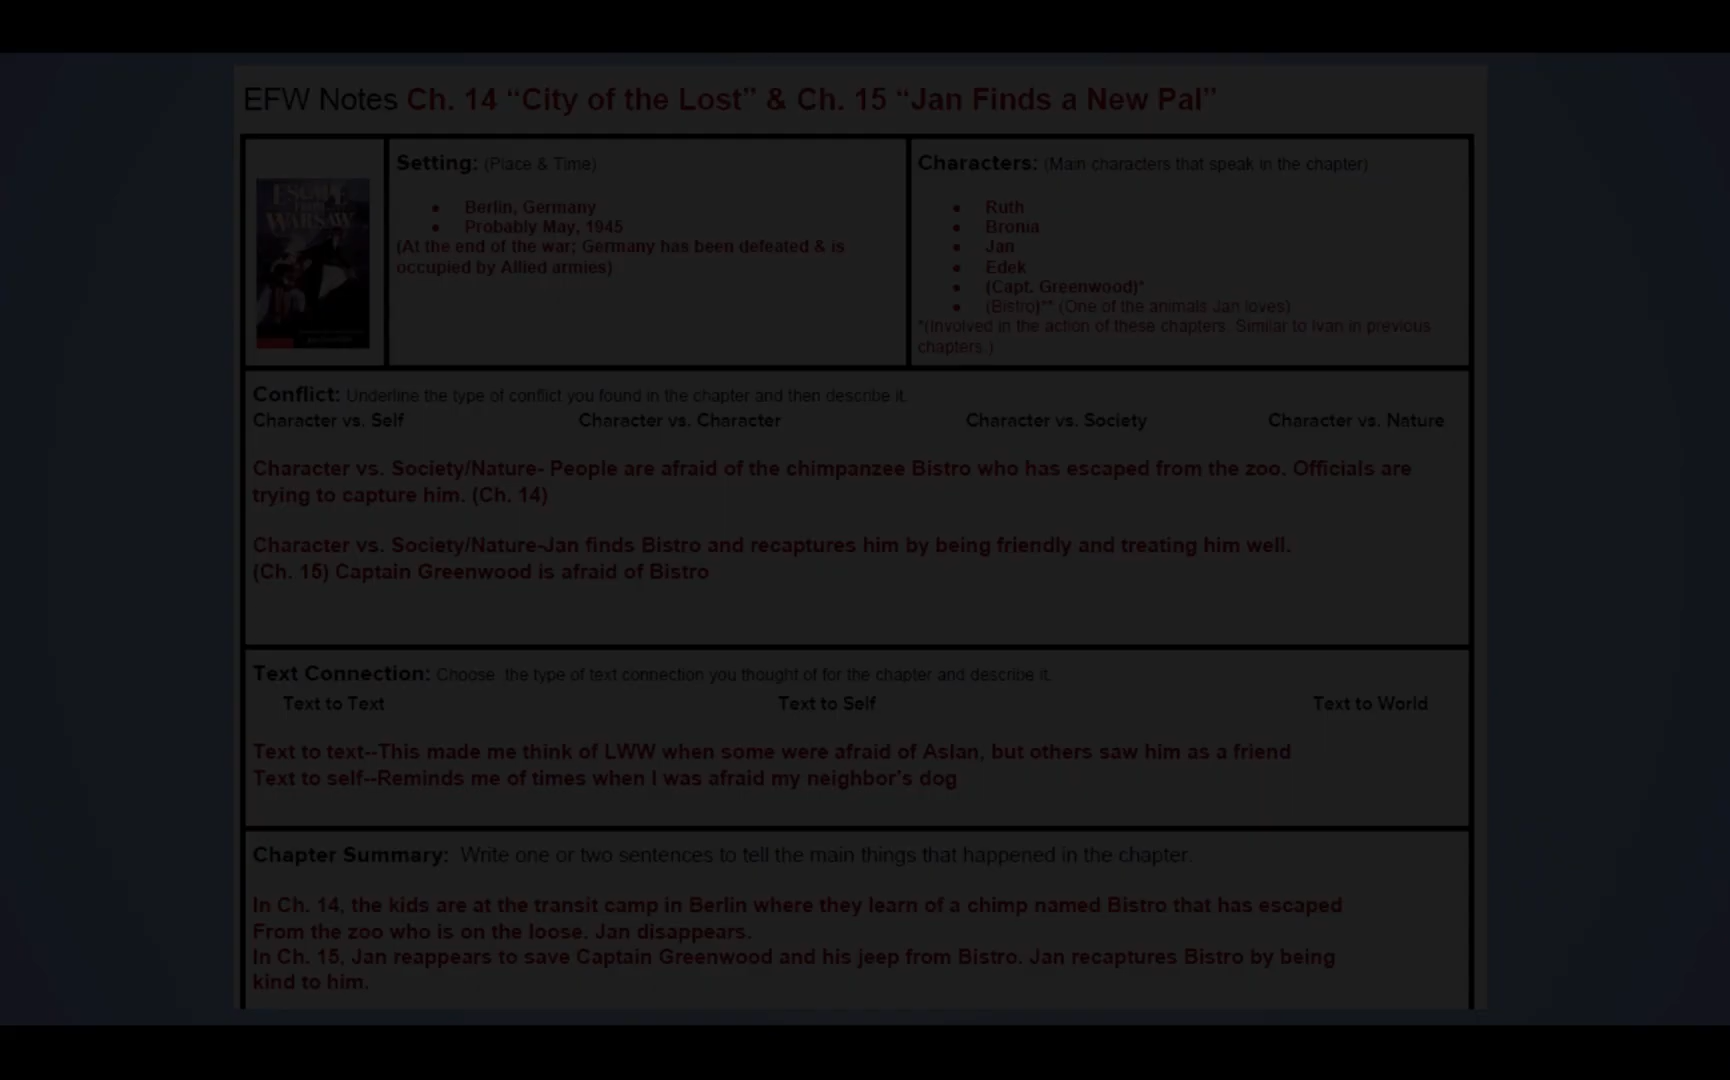 EFW Notes Ch. 14 “City of the Lost” & Ch. 15 “Jan Finds a New Pal”
ESCAPE
FROM
WARSAW
Setting: (Place & Time)
Berlin, Germany
Probably May, 1945
(At the end of the war; Germany has been defeated & is
occupied by Allied armies)
Characters: (Main characters that speak in the chapter)
Ruth
Bronia
Jan
Edek
(Capt. Greenwood)*
(Bistro)** (One of the animals Jan loves)
*(Involved in the action of these chapters. Similar to Ivan in previous
chapters.)
Conflict: Underline the type of conflict you found in the chapter and then describe it.
Character vs. Self Character vs. Character Character vs. Society Character vs. Nature
Character vs. Society/Nature- People are afraid of the chimpanzee Bistro who has escaped from the zoo. Officials are
trying to capture him. (Ch. 14)
Character vs. Society/Nature-Jan finds Bistro and recaptures him by being friendly and treating him well.
(Ch. 15) Captain Greenwood is afraid of Bistro
Text Connection: Choose the type of text connection you thought of for the chapter and describe it.
Text to Text Text to Self Text to World
Text to text--This made me think of LWW when some were afraid of Aslan, but others saw him as a friend
Text to self--Reminds me of times when I was afraid my neighbor's dog
Chapter Summary: Write one or two sentences to tell the main things that happened in the chapter.
In Ch. 14, the kids are at the transit camp in Berlin where they learn of a chimp named Bistro that has escaped
From the zoo who is on the loose. Jan disappears.
In Ch. 15, Jan reappears to save Captain Greenwood and his jeep from Bistro. Jan recaptures Bistro by being
kind to him.